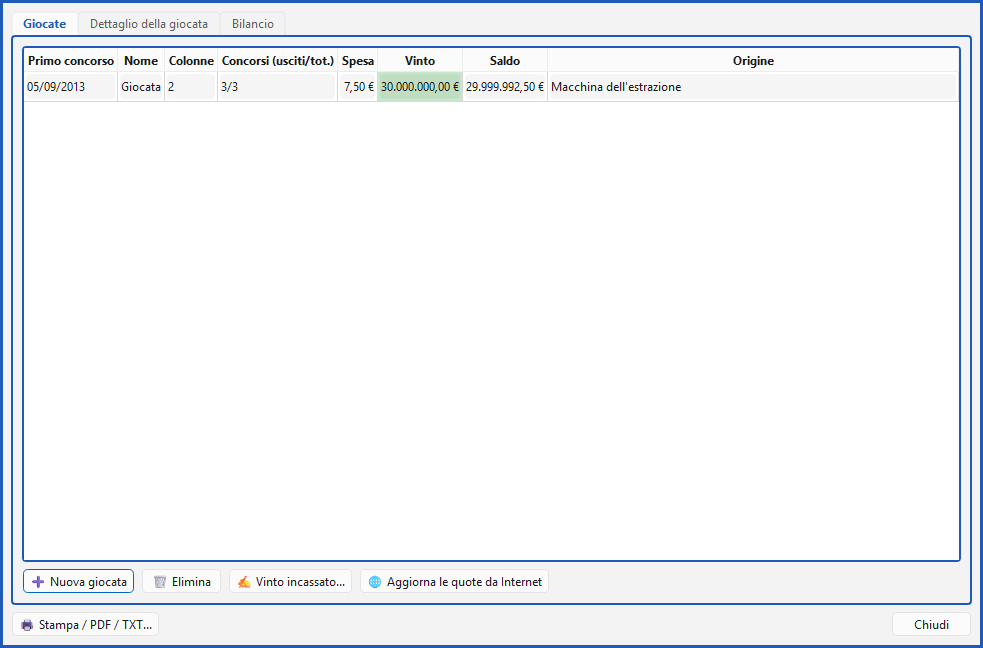 Giocate Dettaglio della giocata Bilancio
Primo concorso Nome Colonne Concorsi (usciti/tot.) Spesa Vinto Saldo Origine
05/09/2013 Giocata 2 3/3 7,50 € 30.000.000,00 € 29.999.992,50 € Macchina dell'estrazione
Nuova giocata Elimina Vinto incassato... Aggiorna le quote da Internet
Stampa / PDF / TXT... Chiudi